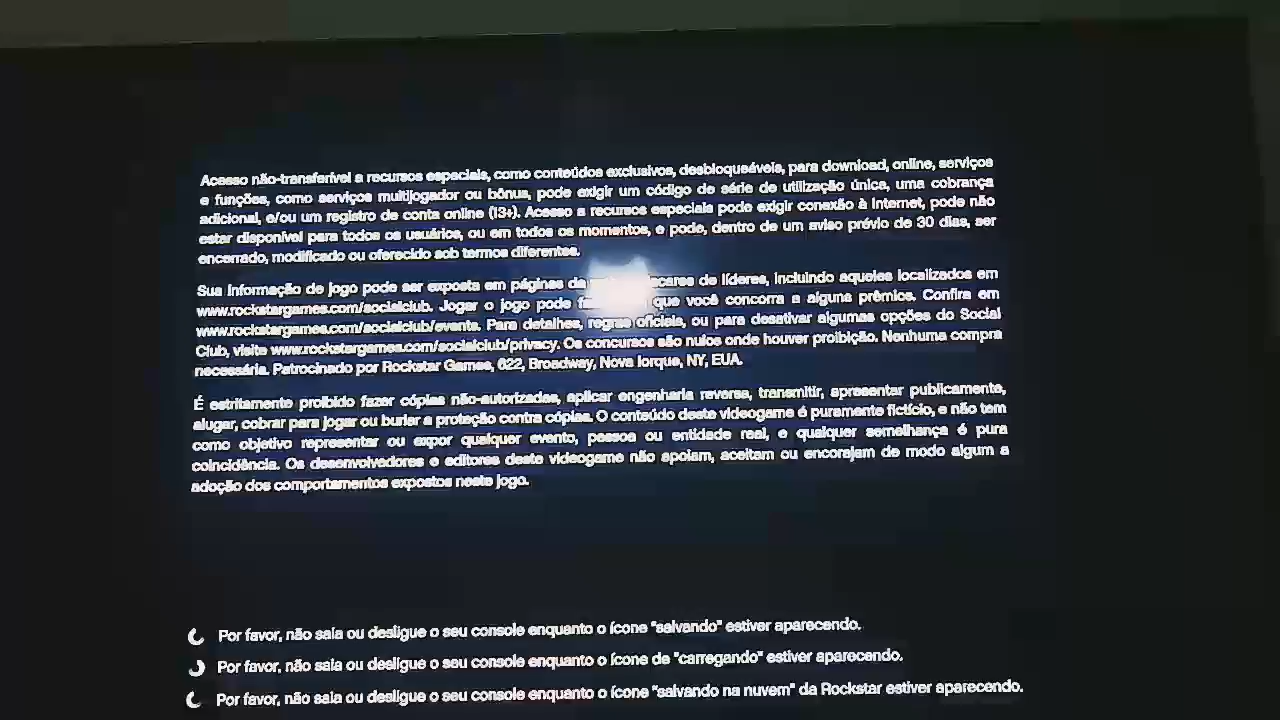 Acesso não-transferível a recursos especiais, como conteúdos exclusivos, desbloqueáveis, para download, online, serviços
e funções, como serviços multijogador ou bônus, pode exigir um código de série de utilização única, uma cobrança
adicional, e/ou um registro de conta online (13+). Acesso a recursos especiais pode exigir conexão à Internet, pode não
estar disponível para todos os usuários, ou em todos os momentos, e pode, dentro de um aviso prévio de 30 dias, ser
encerrado, modificado ou oferecido sob termos diferentes.
Sua informação de jogo pode ser exposta em páginas da de líderes, incluindo aqueles localizados em
www.rockstargames.com/socialclub. Jogar o jogo pode que você concorra a alguns prêmios. Confira em
www.rockstargames.com/socialclub/events. Para detalhes, regras oficiais, ou para desativar algumas opções do Social
Club, visite www.rockstargames.com/socialclub/privacy. Os concursos são nulos onde houver proibição. Nenhuma compra
necessária. Patrocinado por Rockstar Games, 622, Broadway, Nova Iorque, NY, EUA.
É estritamente proibido fazer cópias não-autorizadas, aplicar engenharia reversa, transmitir, apresentar publicamente,
alugar, cobrar para jogar ou burlar a proteção contra cópias. O conteúdo deste videogame é puramente fictício, e não tem
como objetivo representar ou expor qualquer evento, pessoa ou entidade real, e qualquer semelhança é pura
coincidência. Os desenvolvedores e editores deste videogame não apoiam, aceitam ou encorajam de modo algum a
adoção dos comportamentos expostos neste jogo.
Por favor, não saia ou desligue o seu console enquanto o ícone "salvando" estiver aparecendo.
Por favor, não saia ou desligue o seu console enquanto o ícone de "carregando" estiver aparecendo.
Por favor, não saia ou desligue o seu console enquanto o ícone "salvando na nuvem" da Rockstar estiver aparecendo.